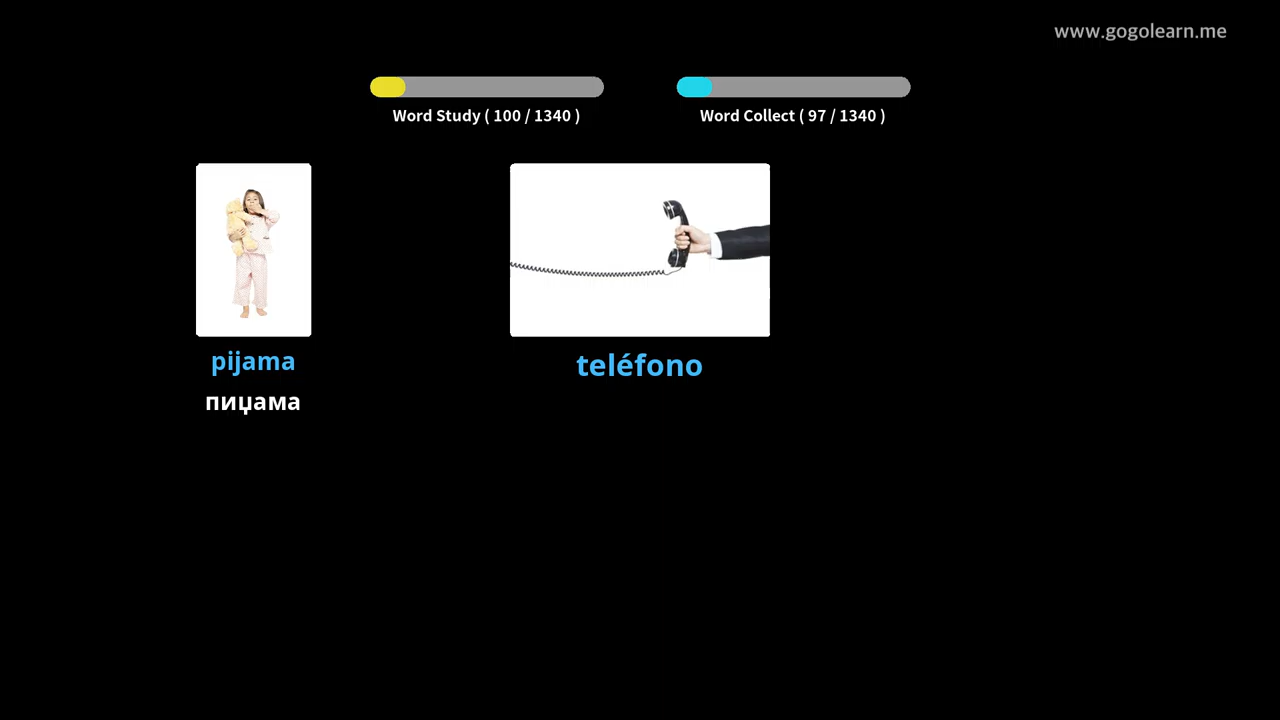 www.gogolearn.me
Word Study ( 100 / 1340 )
Word Collect ( 97 / 1340 )
pijama
teléfono
пиџама